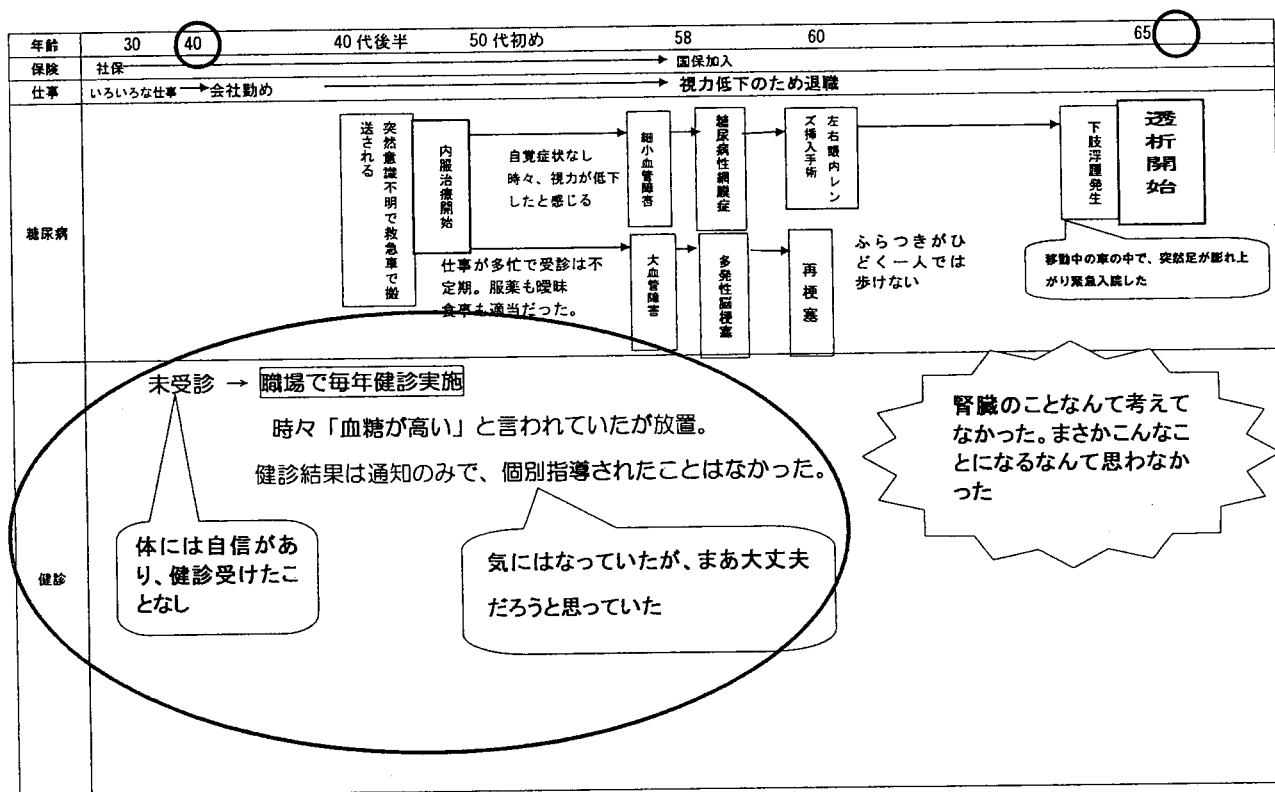 年齢 30 40 40代後半 50代初め 58 60 65
保険 社保 国保加入
仕事 いろいろな仕事 会社勤め 視力低下のため退職
糖尿病
突然意識不明で救急車で搬
送される
内服治療開始
自覚症状なし
時々、視力が低下
したと感じる
細小血管障害
糖尿病性網膜症
左右眼内レン
ズ挿入手術
下肢浮腫発生
透析開始
仕事が多忙で受診は不
定期。服薬も曖昧
食事も適当だった。
大血管障害
多発性脳梗塞
再梗塞
ふらつきがひ
どく一人では
歩けない
移動中の車の中で、突然足が膨れ上
がり緊急入院した
健診
未受診 → 職場で毎年健診実施
時々「血糖が高い」と言われていたが放置。
健診結果は通知のみで、個別指導されたことはなかった。
体には自信があ
り、健診受けたこ
となし
気にはなっていたが、まあ大丈夫
だろうと思っていた
腎臓のことなんて考えて
なかった。まさかこんなこ
とになるなんて思わなか
った